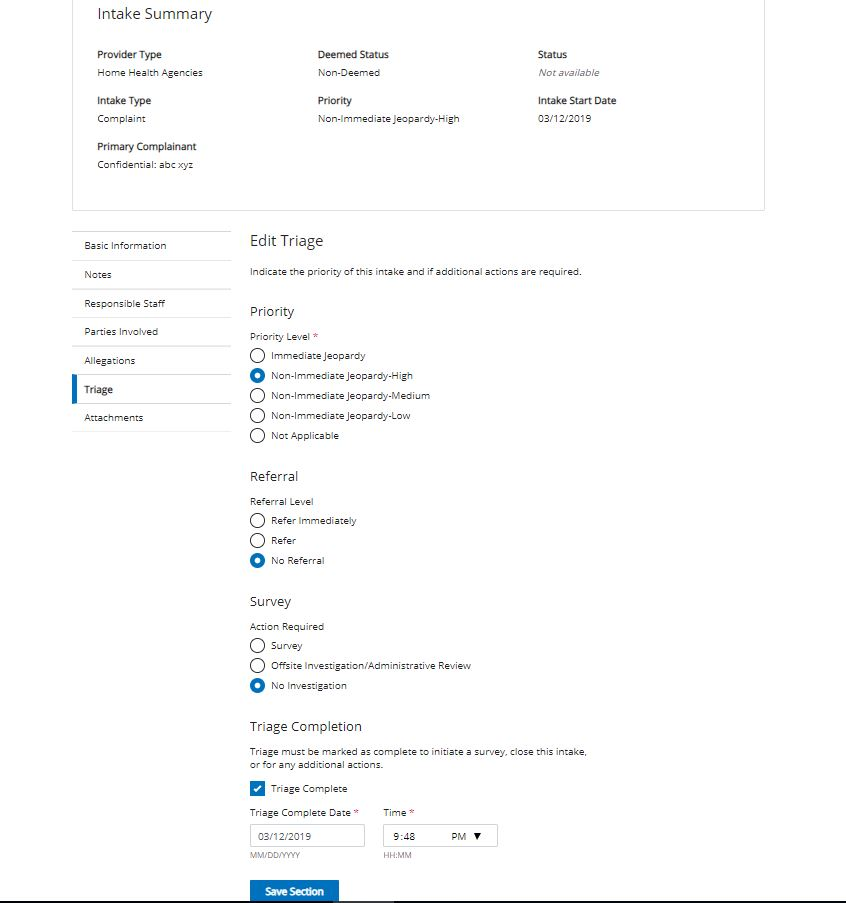 Intake Summary
Provider Type
Deemed Status
Status
Home Health Agencies
Non-Deemed
Not available
Intake Type
Priority
Intake Start Date
Complaint
Non-Immediate Jeopardy-High
03/12/2019
Primary Complainant
Confidential: abc xyz
Basic Information
Notes
Responsible Staff
Parties Involved
Allegations
Triage
Attachments
Edit Triage
Indicate the priority of this intake and if additional actions are required.
Priority
Priority Level *
Immediate Jeopardy
Non-Immediate Jeopardy-High
Non-Immediate Jeopardy-Medium
Non-Immediate Jeopardy-Low
Not Applicable
Referral
Referral Level
Refer Immediately
Refer
No Referral
Survey
Action Required
Survey
Offsite Investigation/Administrative Review
No Investigation
Triage Completion
Triage must be marked as complete to initiate a survey, close this intake,
or for any additional actions.
Triage Complete
Triage Complete Date *
Time *
03/12/2019
9:48 PM
MM/DD/YYYY
HH:MM
Save Section